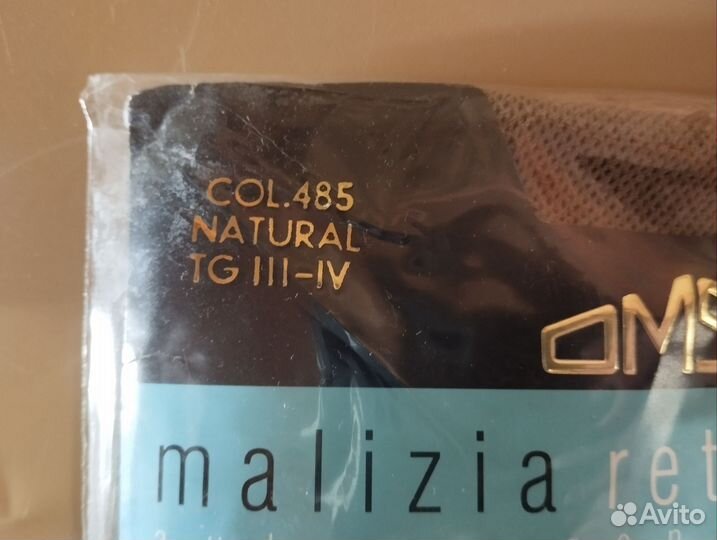 COL.485
NATURAL
TG III-IV
OMS
malizia ret
Avito